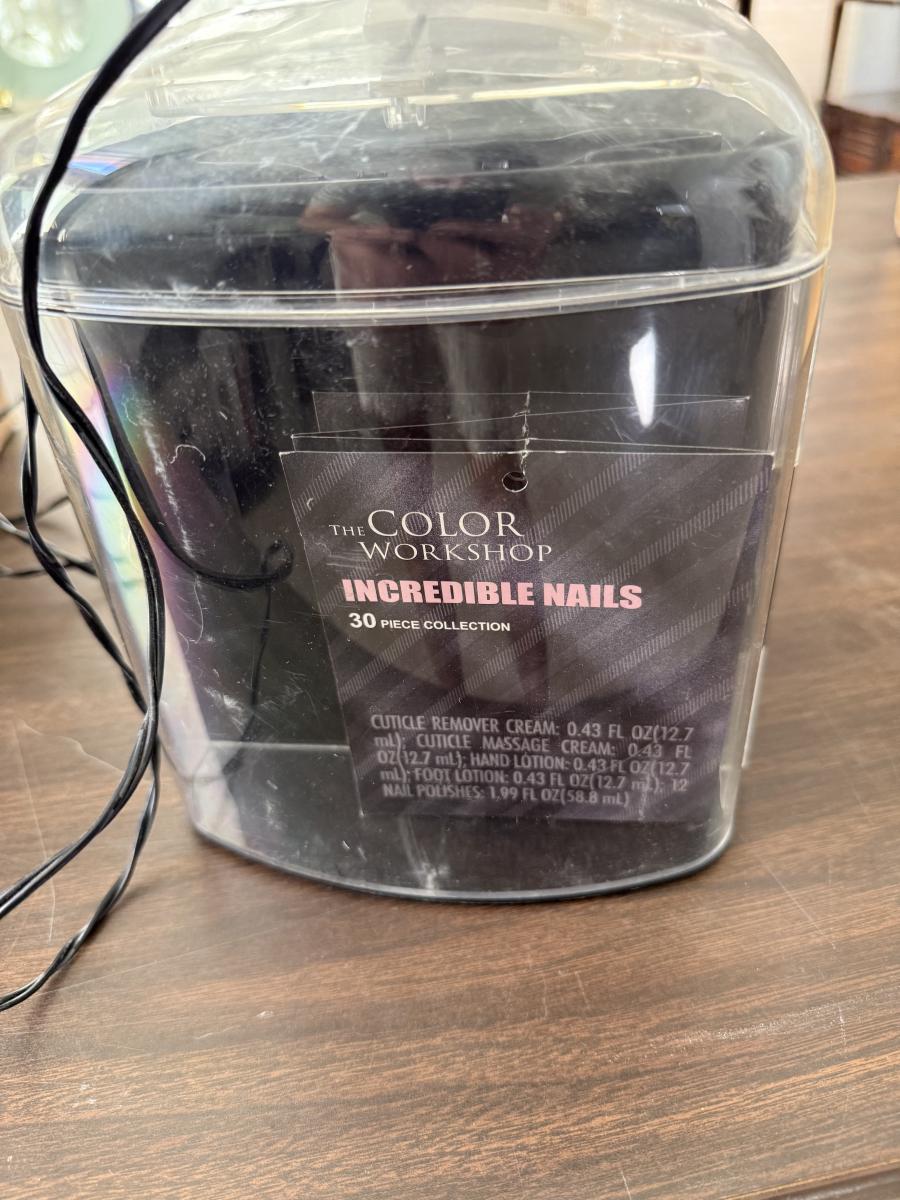 THE COLOR
WORKSHOP
INCREDIBLE NAILS
30 PIECE COLLECTION
CUTICLE REMOVER CREAM: 0.43 FL OZ(12.7
mL); CUTICLE MASSAGE CREAM: 0.43 FL
OZ(12.7 mL); HAND LOTION: 0.43 FL OZ(12.7
mL); FOOT LOTION: 0.43 FL OZ(12.7 mL); 12
NAIL POLISHES: 1.99 FL OZ(58.8 mL)